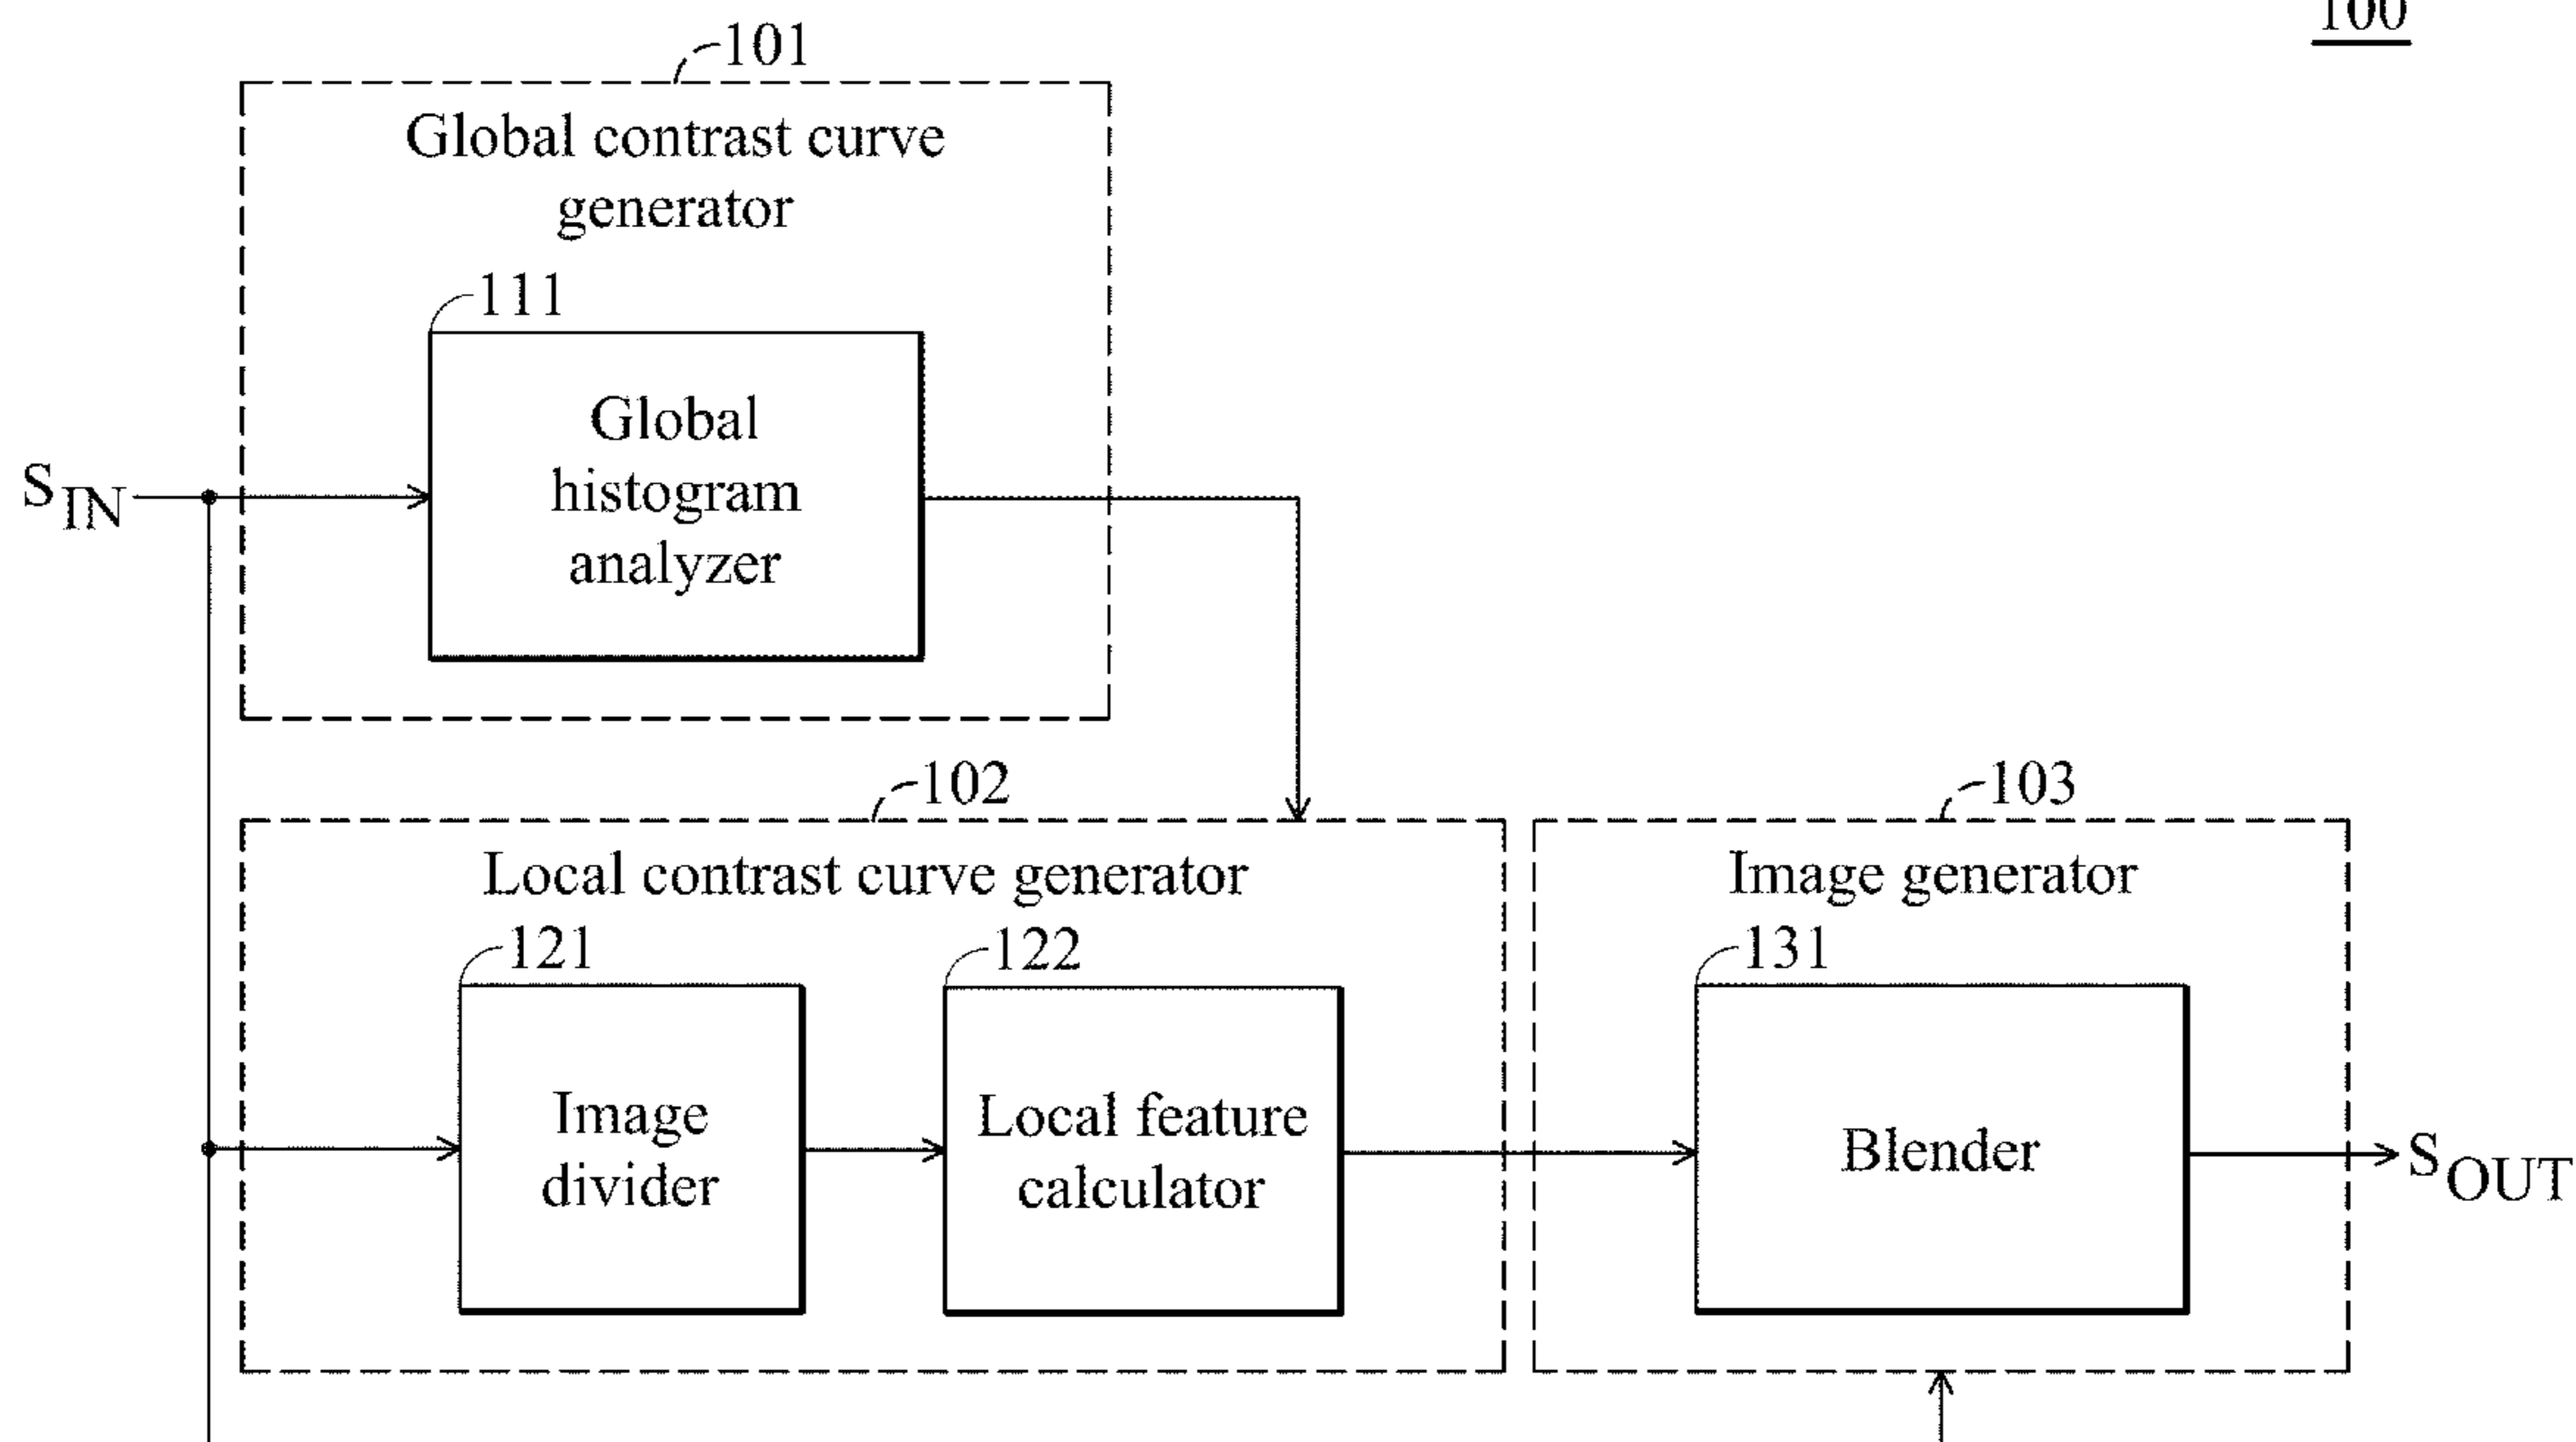 100
101
Global contrast curve
generator
111
Global
histogram
analyzer
S_IN
102
Local contrast curve generator
121
Image
divider
122
Local feature
calculator
103
Image generator
131
Blender
S_OUT